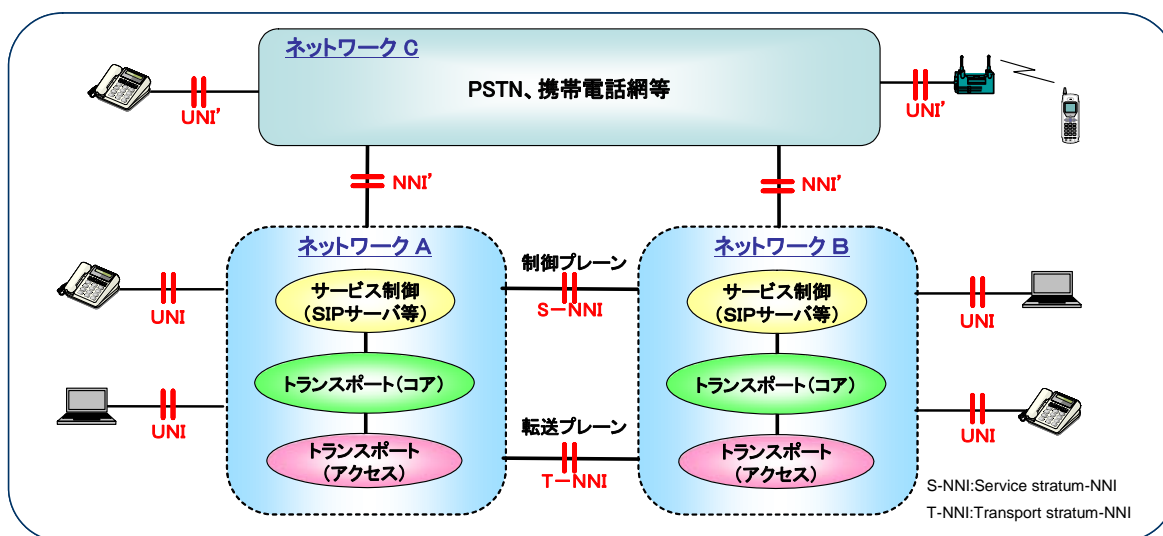 ネットワーク C
PSTN、携帯電話網等
UNI'
UNI'
NNI'
NNI'
ネットワーク A
ネットワーク B
制御プレーン
S－NNI
サービス制御
(SIPサーバ等)
サービス制御
(SIPサーバ等)
UNI
UNI
トランスポート(コア)
トランスポート(コア)
UNI
UNI
転送プレーン
T－NNI
トランスポート
(アクセス)
トランスポート
(アクセス)
S-NNI:Service stratum-NNI
T-NNI:Transport stratum-NNI